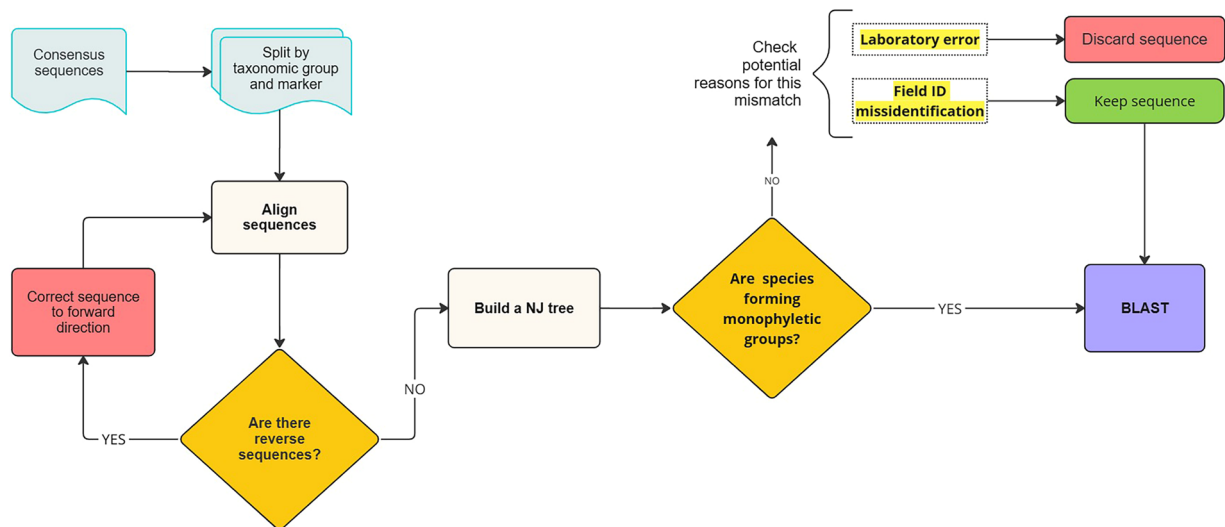 Consensus
sequences
Split by
taxonomic group
and marker
Check
potential
reasons for this
mismatch
Laboratory error
Discard sequence
Field ID
missidentification
Keep sequence
NO
Align
sequences
Correct sequence
to forward
direction
Build a NJ tree
Are species
forming
monophyletic
groups?
YES
BLAST
NO
YES
Are there
reverse
sequences?